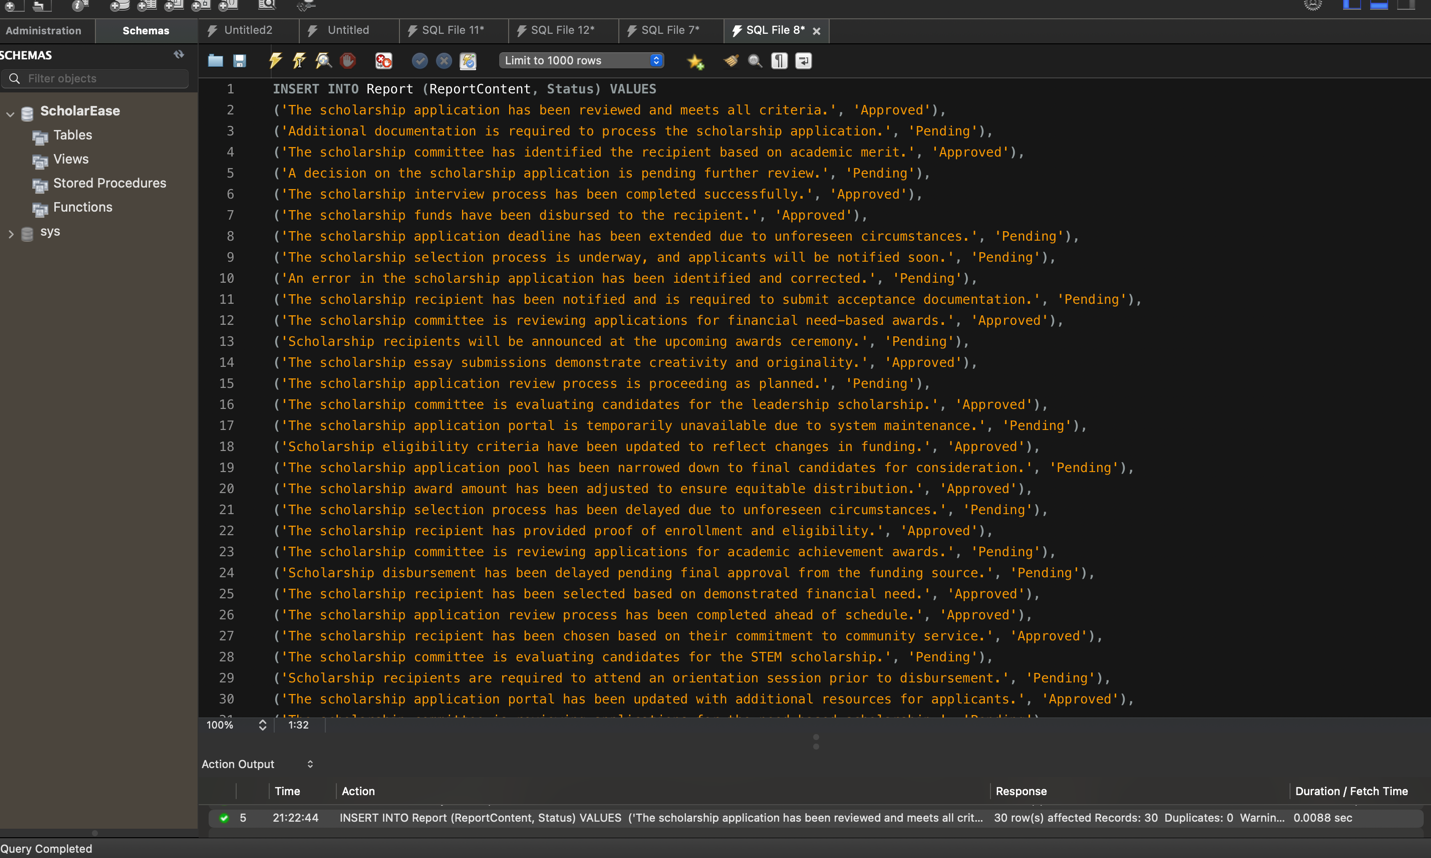 Administration
Schemas
Untitled2
Untitled
SQL File 11*
SQL File 12*
SQL File 7*
SQL File 8*
SCHEMAS
Filter objects
ScholarEase
Tables
Views
Stored Procedures
Functions
sys
Limit to 1000 rows
1 INSERT INTO Report (ReportContent, Status) VALUES
2 ('The scholarship application has been reviewed and meets all criteria.', 'Approved'),
3 ('Additional documentation is required to process the scholarship application.', 'Pending'),
4 ('The scholarship committee has identified the recipient based on academic merit.', 'Approved'),
5 ('A decision on the scholarship application is pending further review.', 'Pending'),
6 ('The scholarship interview process has been completed successfully.', 'Approved'),
7 ('The scholarship funds have been disbursed to the recipient.', 'Approved'),
8 ('The scholarship application deadline has been extended due to unforeseen circumstances.', 'Pending'),
9 ('The scholarship selection process is underway, and applicants will be notified soon.', 'Pending'),
10 ('An error in the scholarship application has been identified and corrected.', 'Pending'),
11 ('The scholarship recipient has been notified and is required to submit acceptance documentation.', 'Pending'),
12 ('The scholarship committee is reviewing applications for financial need-based awards.', 'Approved'),
13 ('Scholarship recipients will be announced at the upcoming awards ceremony.', 'Pending'),
14 ('The scholarship essay submissions demonstrate creativity and originality.', 'Approved'),
15 ('The scholarship application review process is proceeding as planned.', 'Pending'),
16 ('The scholarship committee is evaluating candidates for the leadership scholarship.', 'Approved'),
17 ('The scholarship application portal is temporarily unavailable due to system maintenance.', 'Pending'),
18 ('Scholarship eligibility criteria have been updated to reflect changes in funding.', 'Approved'),
19 ('The scholarship application pool has been narrowed down to final candidates for consideration.', 'Pending'),
20 ('The scholarship award amount has been adjusted to ensure equitable distribution.', 'Approved'),
21 ('The scholarship selection process has been delayed due to unforeseen circumstances.', 'Pending'),
22 ('The scholarship recipient has provided proof of enrollment and eligibility.', 'Approved'),
23 ('The scholarship committee is reviewing applications for academic achievement awards.', 'Pending'),
24 ('Scholarship disbursement has been delayed pending final approval from the funding source.', 'Pending'),
25 ('The scholarship recipient has been selected based on demonstrated financial need.', 'Approved'),
26 ('The scholarship application review process has been completed ahead of schedule.', 'Approved'),
27 ('The scholarship recipient has been chosen based on their commitment to community service.', 'Approved'),
28 ('The scholarship committee is evaluating candidates for the STEM scholarship.', 'Pending'),
29 ('Scholarship recipients are required to attend an orientation session prior to disbursement.', 'Pending'),
30 ('The scholarship application portal has been updated with additional resources for applicants.', 'Approved'),
100%
1:32
Action Output
Time Action Response Duration / Fetch Time
5 21:22:44 INSERT INTO Report (ReportContent, Status) VALUES ('The scholarship application has been reviewed and meets all crit... 30 row(s) affected Records: 30 Duplicates: 0 Warnin... 0.0088 sec
Query Completed